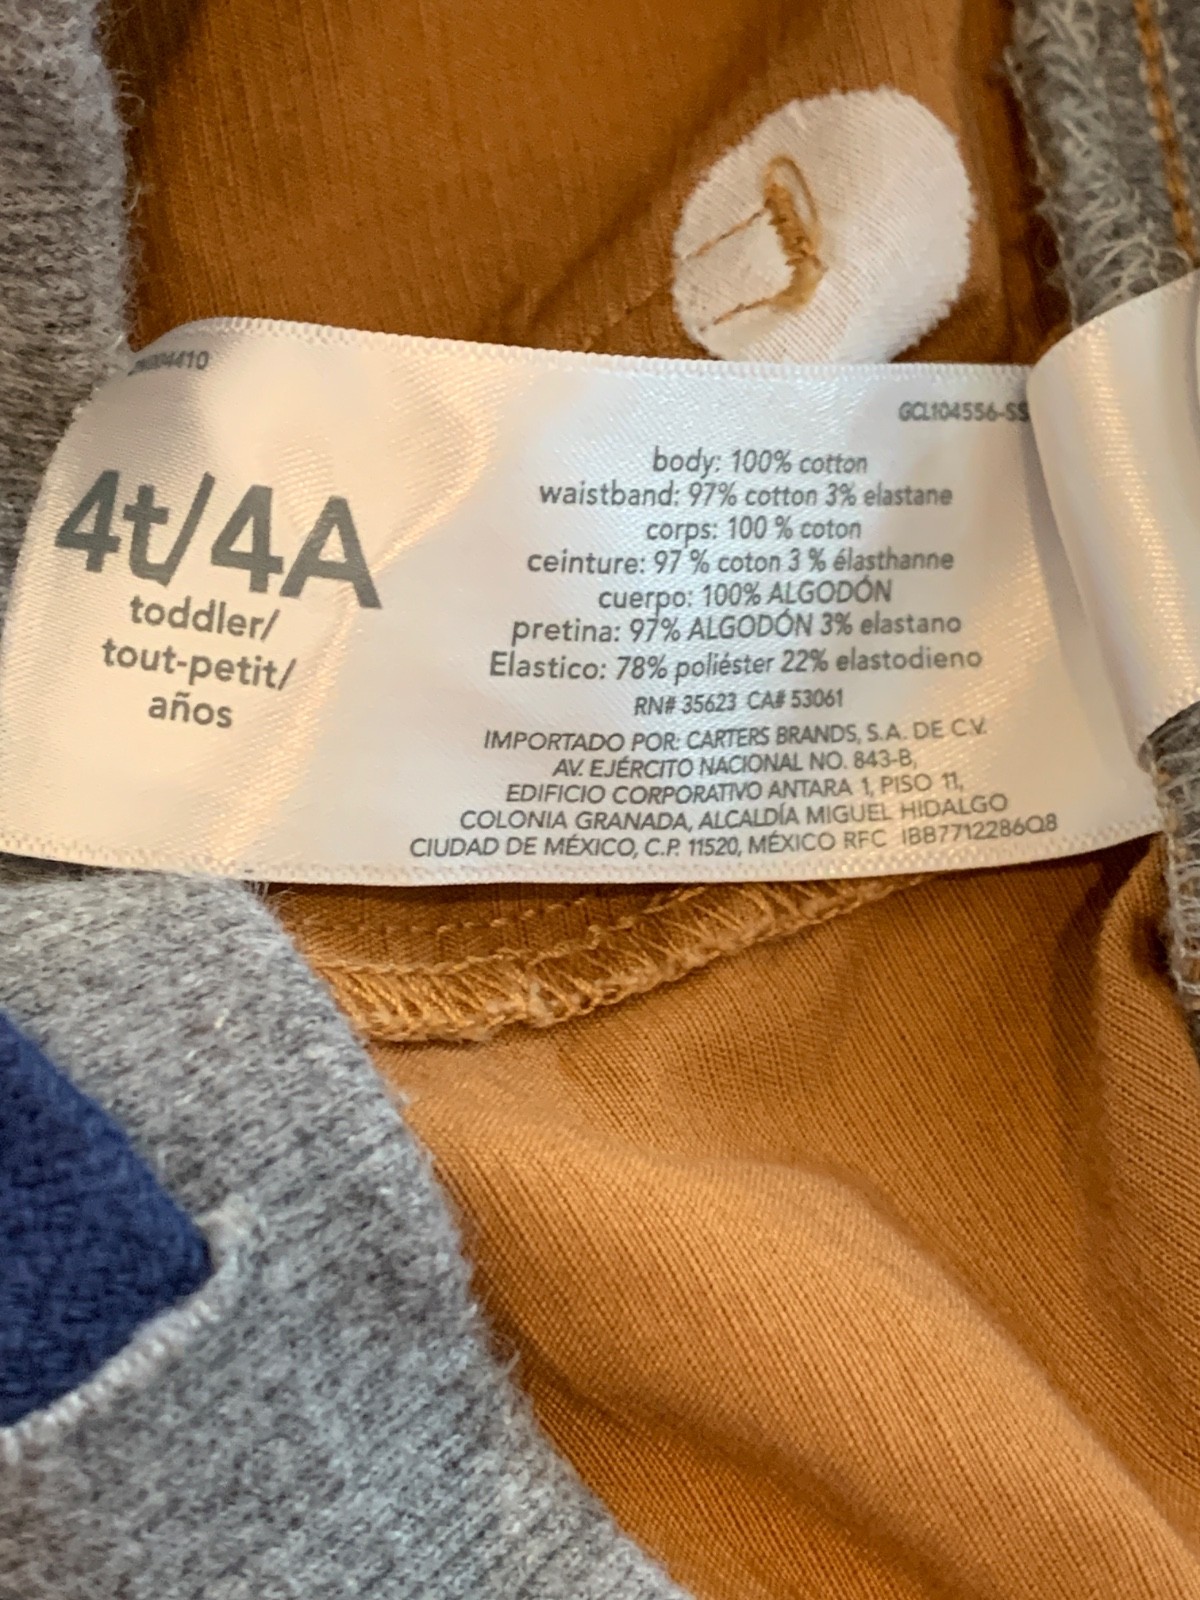 GCL104556-SS
4t/4A
toddler/
tout-petit/
años
body: 100% cotton
waistband: 97% cotton 3% elastane
corps: 100 % coton
ceinture: 97 % coton 3 % élasthanne
cuerpo: 100% ALGODÓN
pretina: 97% ALGODÓN 3% elastano
Elastico: 78% poliéster 22% elastodieno
RN# 35623 CA# 53061
IMPORTADO POR: CARTERS BRANDS, S.A. DE C.V.
AV. EJÉRCITO NACIONAL NO. 843-B,
EDIFICIO CORPORATIVO ANTARA 1, PISO 11,
COLONIA GRANADA, ALCALDÍA MIGUEL HIDALGO
CIUDAD DE MÉXICO, C.P. 11520, MÉXICO RFC IBB7712286Q8